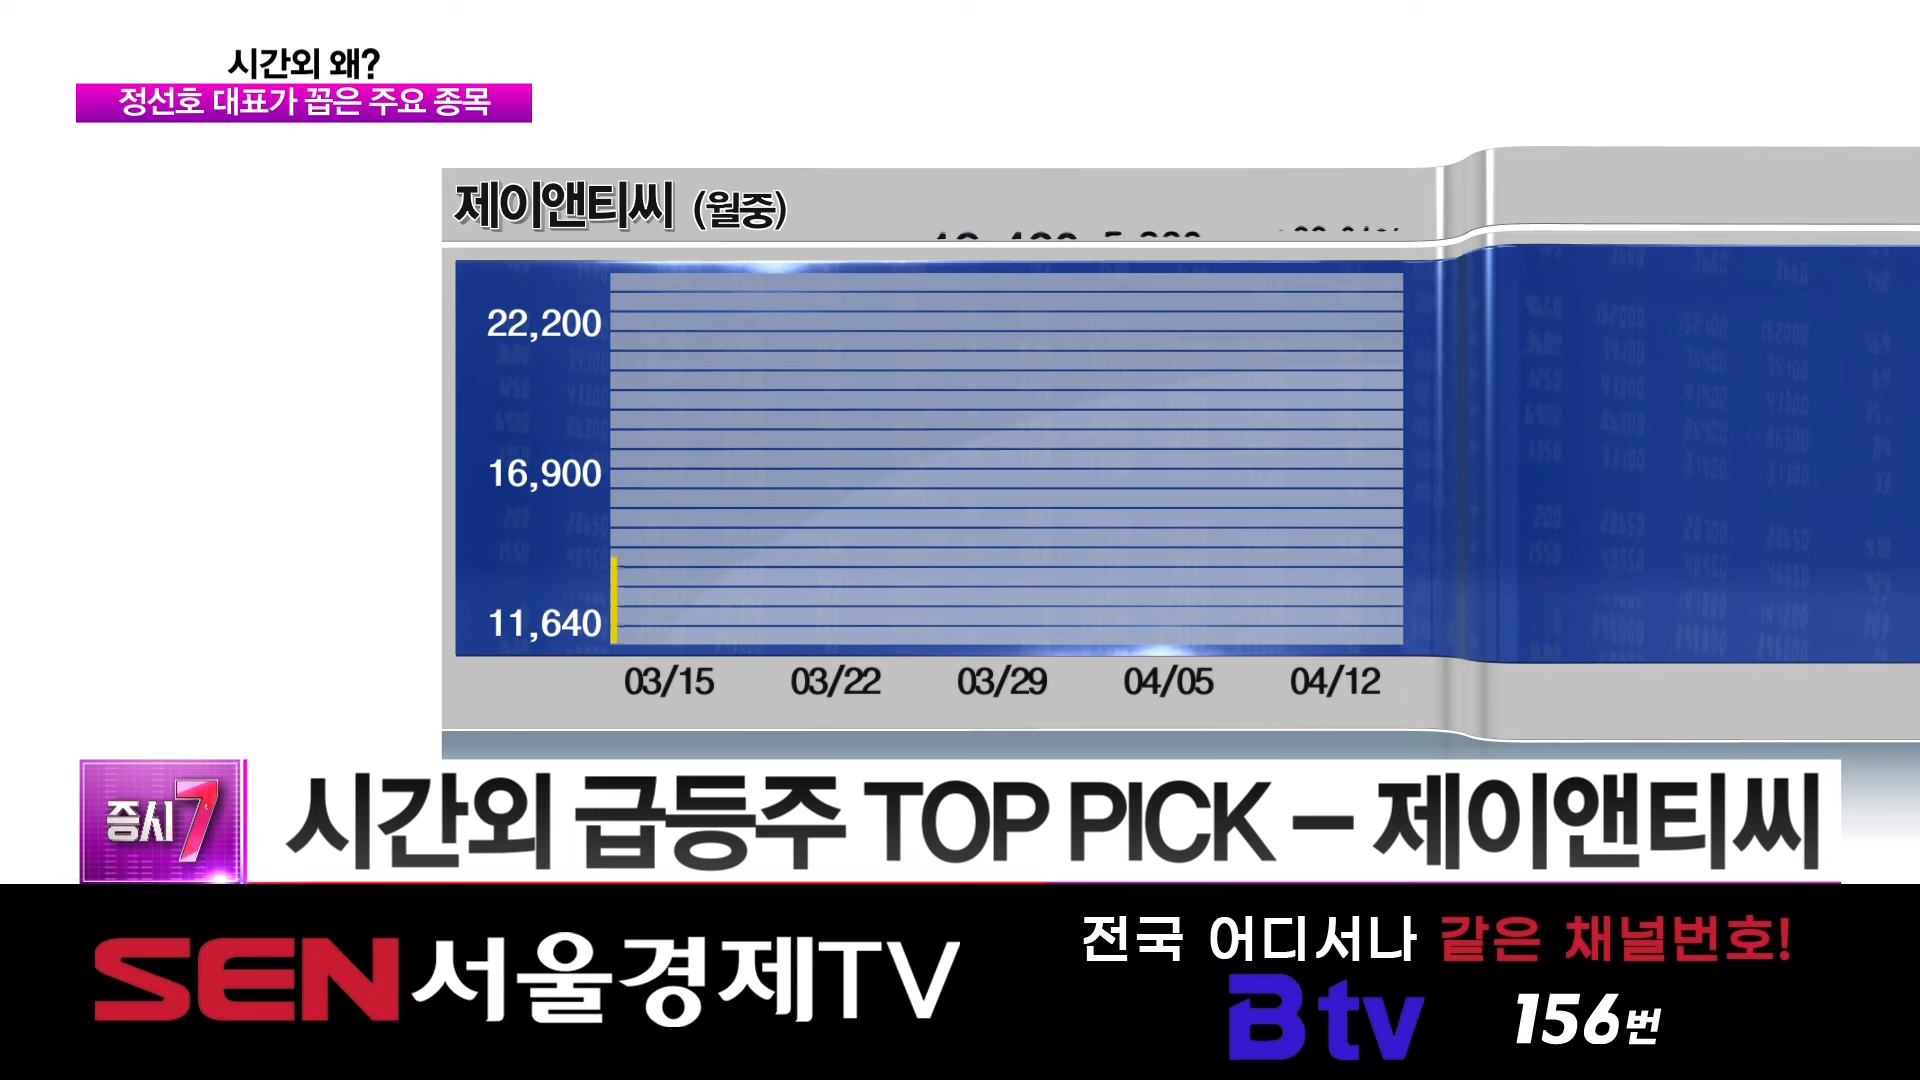 시간외 왜?
정선호 대표가 꼽은 주요 종목
제이앤티씨 (월중)
22,200
16,900
11,640
03/15 03/22 03/29 04/05 04/12
증시7
시간외 급등주 TOP PICK – 제이앤티씨
SEN서울경제TV
전국 어디서나 같은 채널번호!
B tv 156번